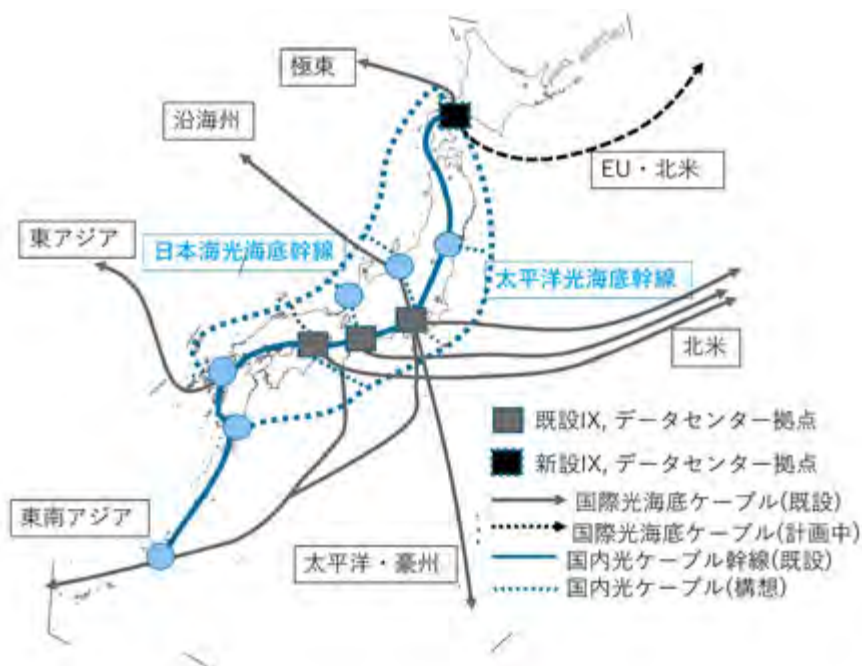 極東
沿海州
EU・北米
東アジア
日本海光海底幹線
太平洋光海底幹線
北米
既設IX, データセンター拠点
新設IX, データセンター拠点
東南アジア
国際光海底ケーブル(既設)
国際光海底ケーブル(計画中)
太平洋・豪州
国内光ケーブル幹線(既設)
国内光ケーブル(構想)